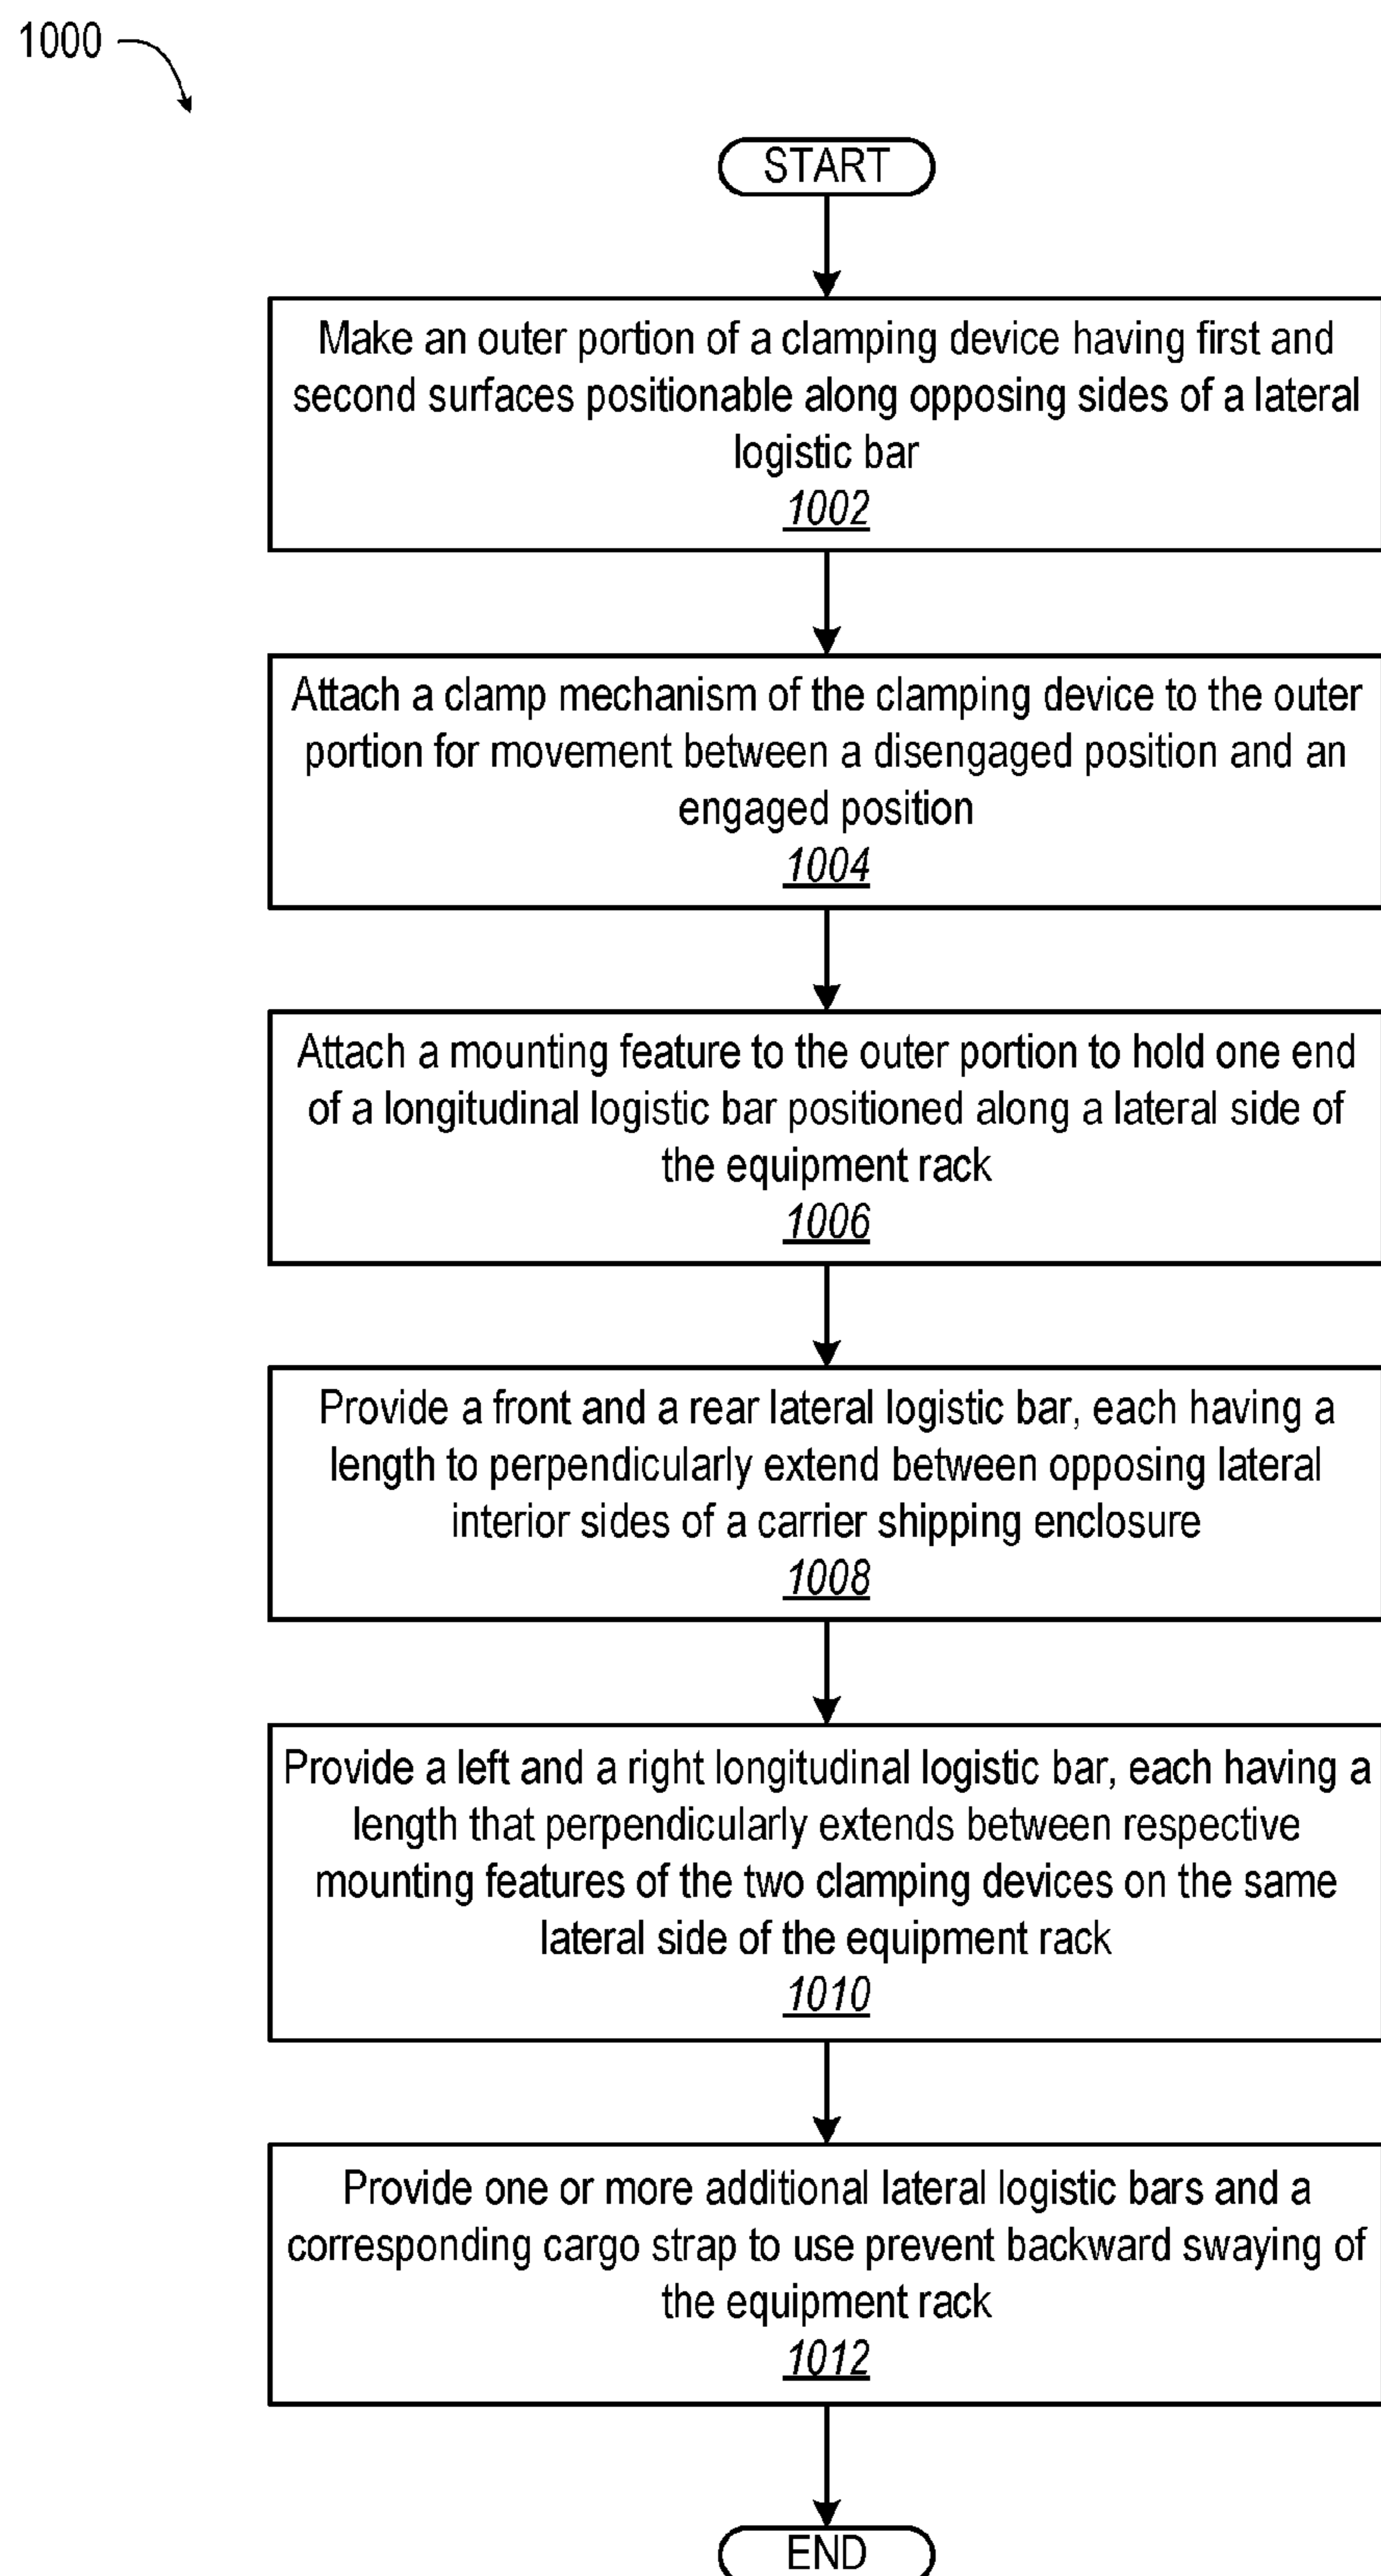 1000
START
Make an outer portion of a clamping device having first and
second surfaces positionable along opposing sides of a lateral
logistic bar
1002
Attach a clamp mechanism of the clamping device to the outer
portion for movement between a disengaged position and an
engaged position
1004
Attach a mounting feature to the outer portion to hold one end
of a longitudinal logistic bar positioned along a lateral side of
the equipment rack
1006
Provide a front and a rear lateral logistic bar, each having a
length to perpendicularly extend between opposing lateral
interior sides of a carrier shipping enclosure
1008
Provide a left and a right longitudinal logistic bar, each having a
length that perpendicularly extends between respective
mounting features of the two clamping devices on the same
lateral side of the equipment rack
1010
Provide one or more additional lateral logistic bars and a
corresponding cargo strap to use prevent backward swaying of
the equipment rack
1012
END